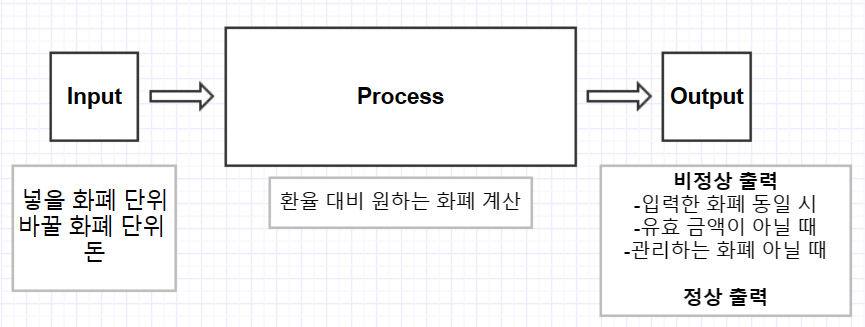 Input
Process
Output
넣을 화폐 단위
바꿀 화폐 단위
돈
환율 대비 원하는 화폐 계산
비정상 출력
-입력한 화폐 동일 시
-유효 금액이 아닐 때
-관리하는 화폐 아닐 때
정상 출력